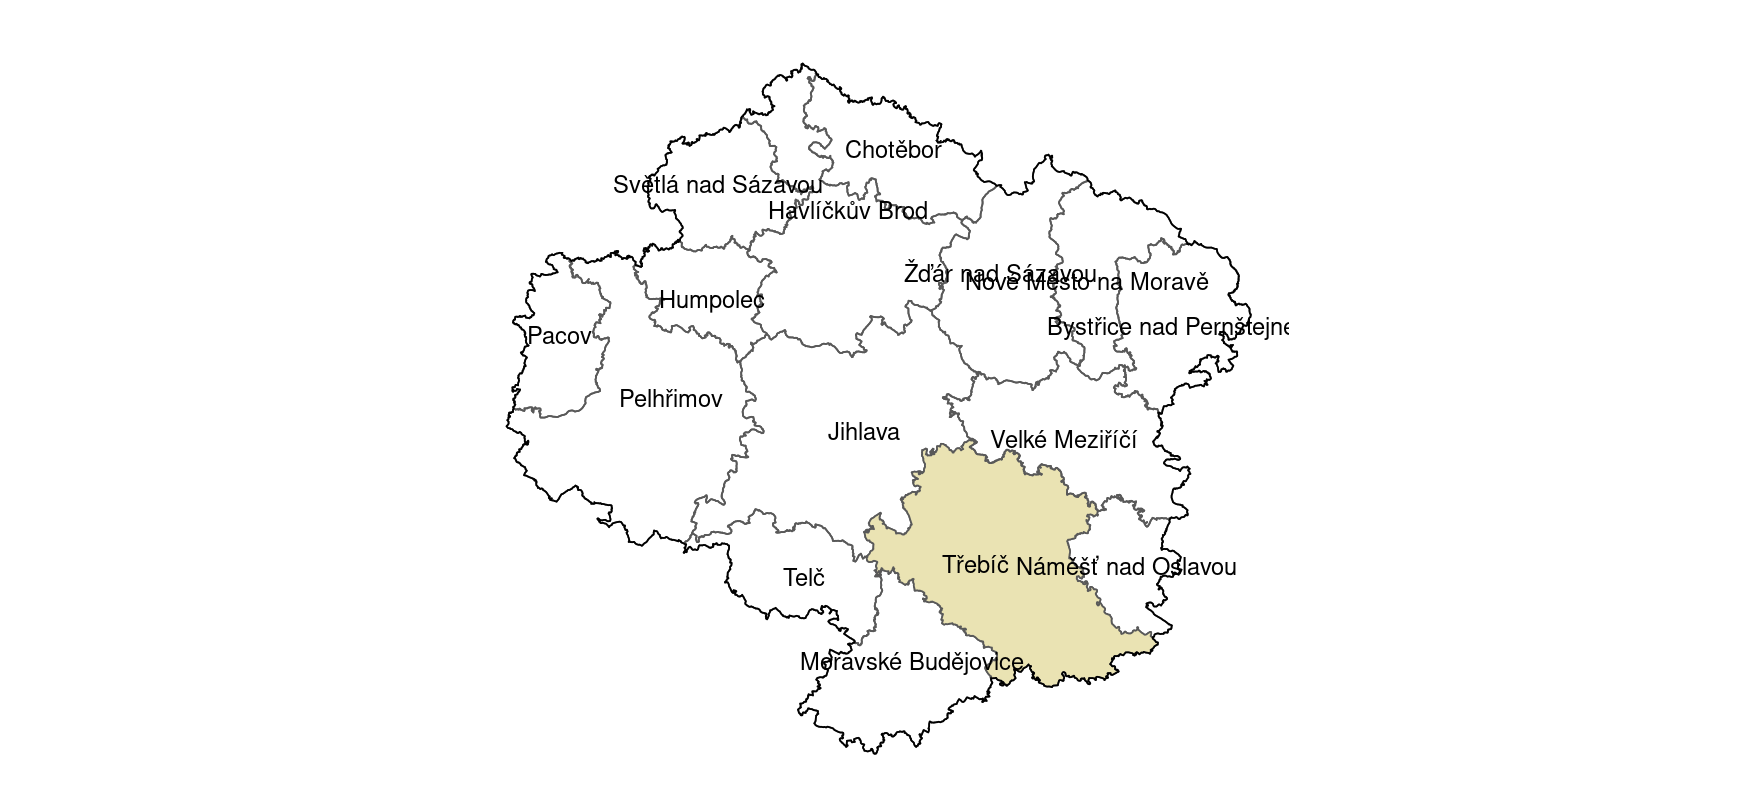 Chotěboř
Světlá nad Sázavou
Havlíčkův Brod
Žďár nad Sázavou
Nové Město na Moravě
Humpolec
Bystřice nad Pernštejne
Pacov
Pelhřimov
Jihlava
Velké Meziříčí
Třebíč
Náměšť nad Oslavou
Telč
Moravské Budějovice